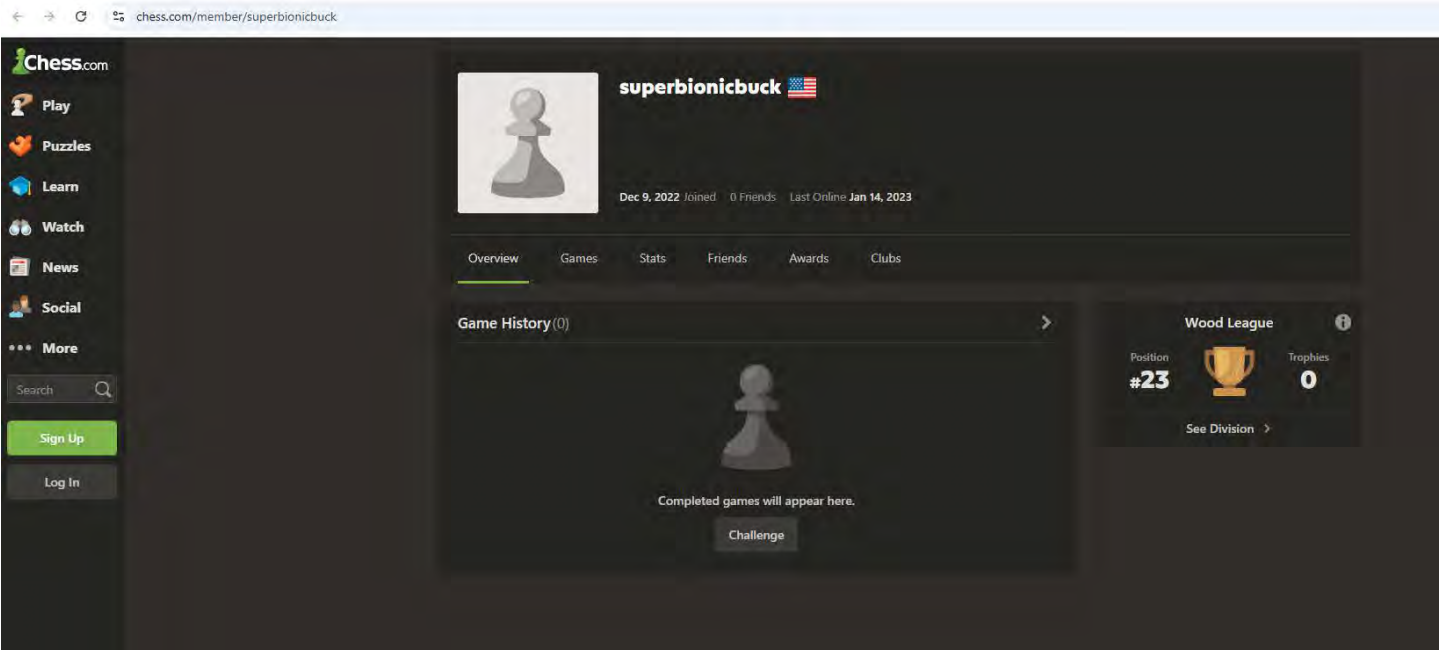 chess.com/member/superbionicbuck
Chess.com
Play
Puzzles
Learn
Watch
News
Social
More
Search
Sign Up
Log In
superbionicbuck
Dec 9, 2022 Joined 0 Friends Last Online Jan 14, 2023
Overview Games Stats Friends Awards Clubs
Game History (0)
Completed games will appear here.
Challenge
Wood League
Position Trophies
#23 0
See Division